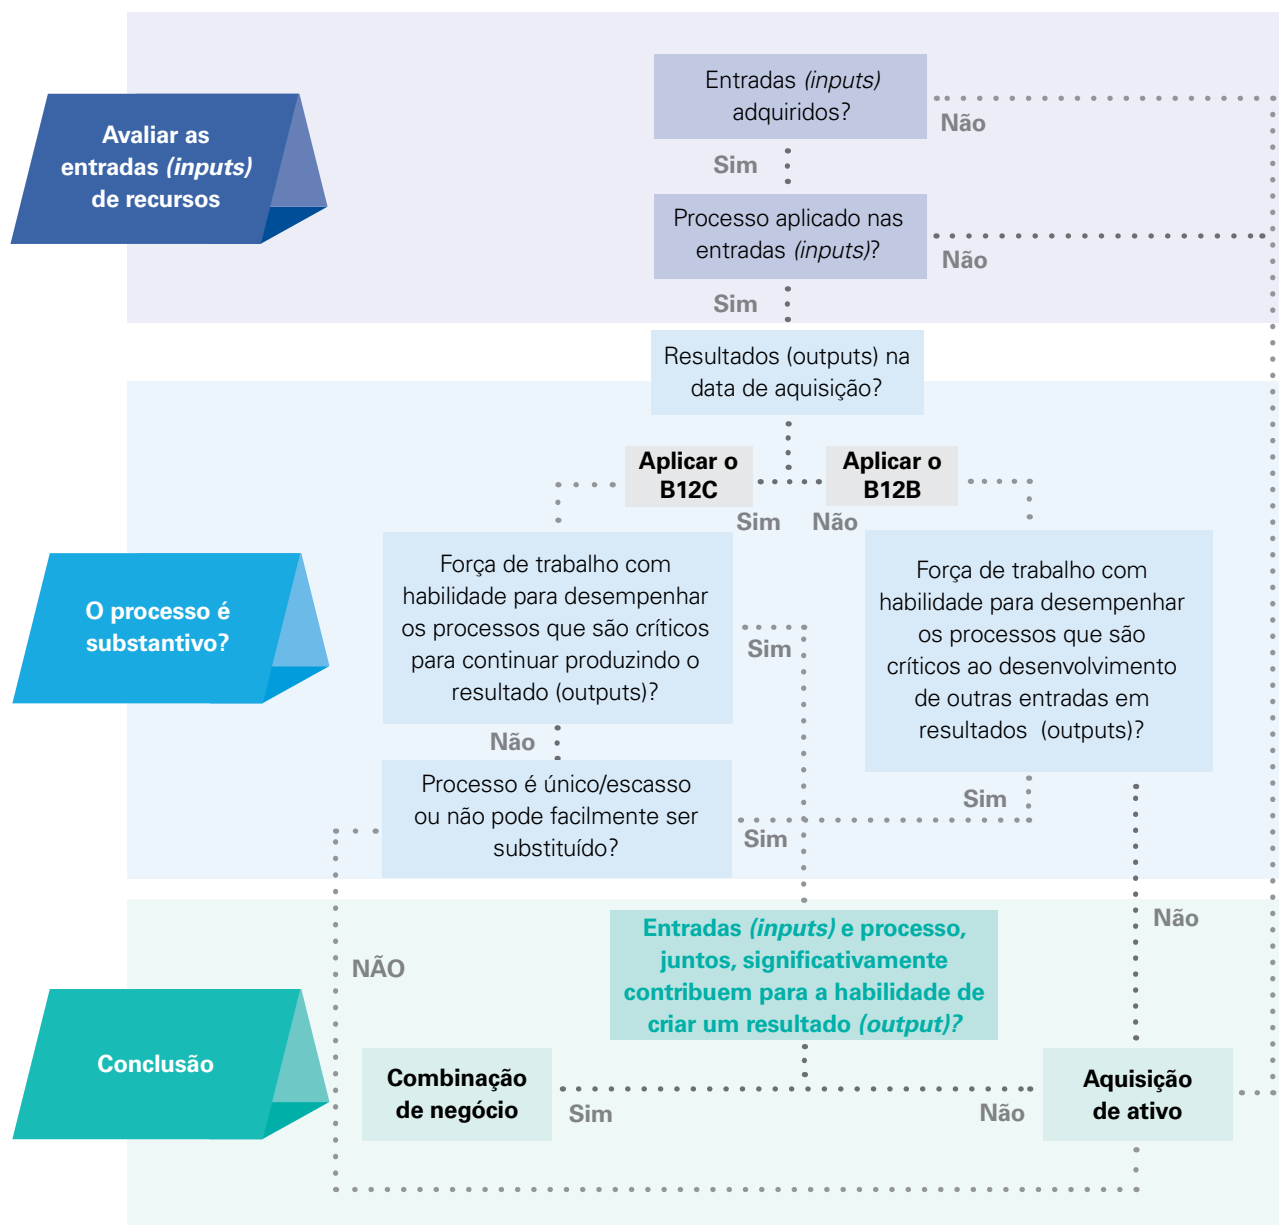 Avaliar as
entradas (inputs)
de recursos
Entradas (inputs)
adquiridos?
Não
Sim
Processo aplicado nas
entradas (inputs)?
Não
Sim
Resultados (outputs) na
data de aquisição?
Aplicar o
B12C
Aplicar o
B12B
Sim
Não
O processo é
substantivo?
Força de trabalho com
habilidade para desempenhar
os processos que são críticos
para continuar produzindo o
resultado (outputs)?
Sim
Força de trabalho com
habilidade para desempenhar
os processos que são
críticos ao desenvolvimento
de outras entradas em
resultados (outputs)?
Não
Processo é único/escasso
ou não pode facilmente ser
substituído?
Sim
Sim
Não
NÃO
Entradas (inputs) e processo,
juntos, significativamente
contribuem para a habilidade de
criar um resultado (output)?
Conclusão
Combinação
de negócio
Sim
Não
Aquisição
de ativo